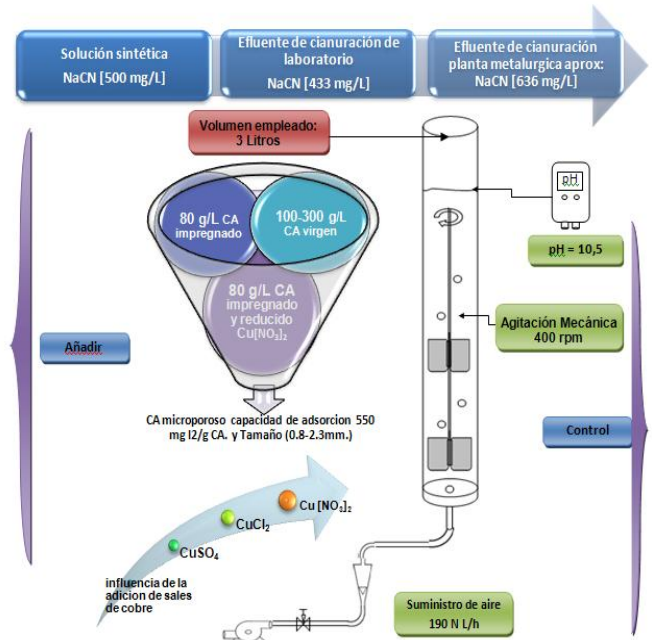 Solución sintética
NaCN [500 mg/L]
Efluente de cianuración de
laboratorio
NaCN [433 mg/L]
Efluente de cianuración
planta metalurgica aprox:
NaCN [636 mg/L]
Volumen empleado:
3 Litros
80 g/L CA
impregnado
100-300 g/L
CA virgen
80 g/L CA
impregnado
y reducido
Cu[NO₃]₂
pH
pH = 10,5
Agitación Mecánica
400 rpm
Añadir
Control
CA microporoso capacidad de adsorcion 550
mg I2/g CA. y Tamaño (0.8-2.3mm.)
Cu[NO₃]₂
CuCl₂
CuSO₄
influencia de la
adicion de sales
de cobre
Suministro de aire
190 N L/h